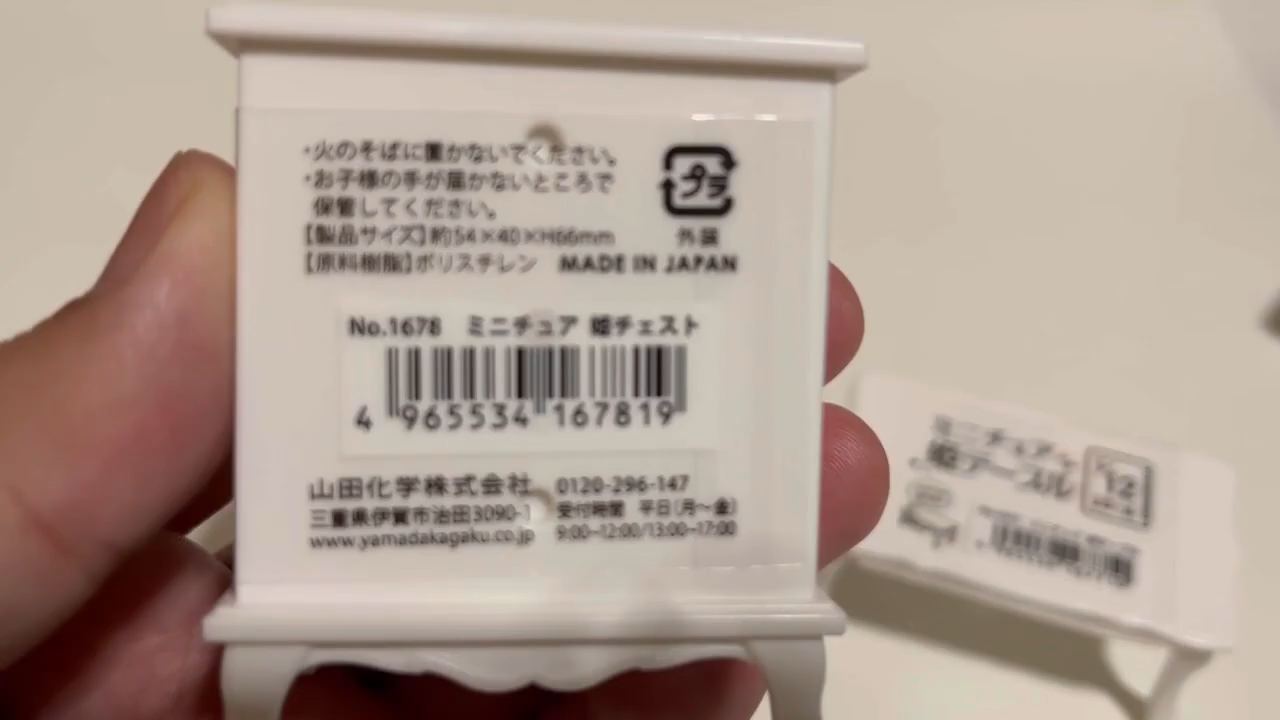 ・火のそばに置かないでください。
・お子様の手が届かないところで
保管してください。
【製品サイズ】約54×40×H66mm
【原料樹脂】ポリスチレン MADE IN JAPAN
プラ
外装
No.1678 ミニチュア 姫チェスト
4 965534 167819
山田化学株式会社 0120-296-147
三重県伊賀市治田3090-1 受付時間 平日(月〜金)
www.yamadakagaku.co.jp 9:00~12:00/13:00~17:00
ミニチュア
姫テーブル
12